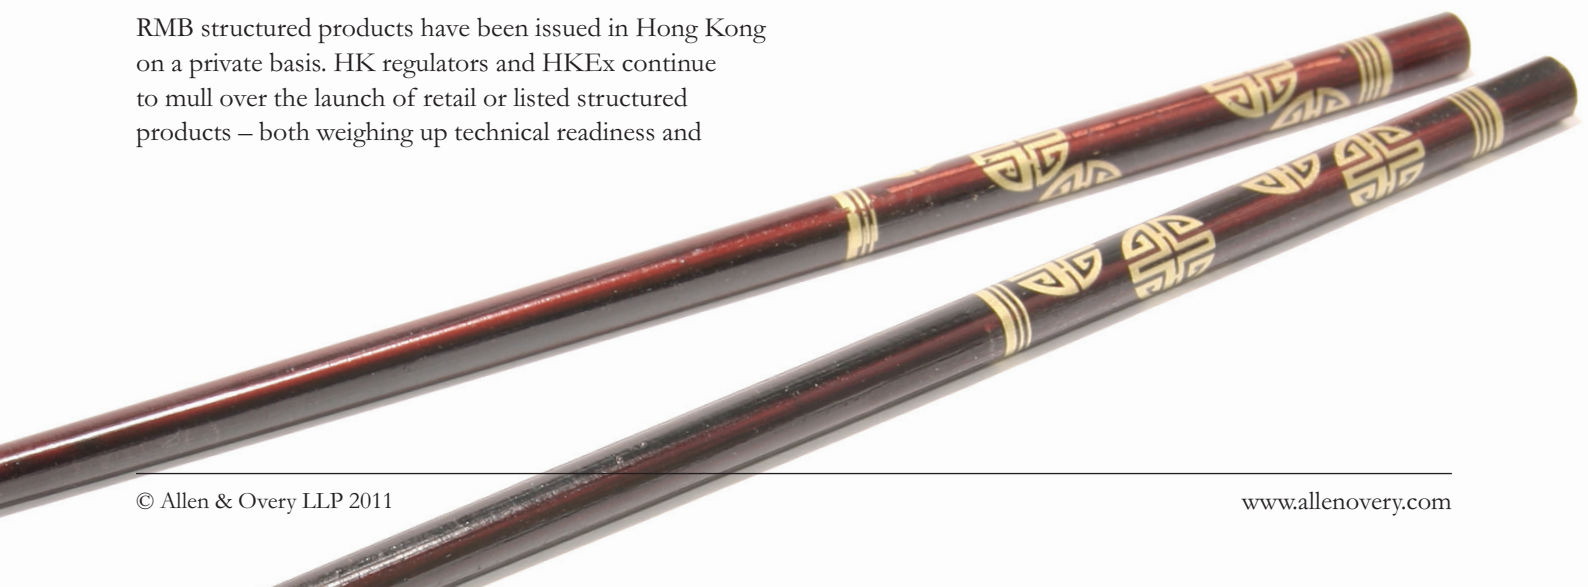 RMB structured products have been issued in Hong Kong
on a private basis. HK regulators and HKEx continue
to mull over the launch of retail or listed structured
products – both weighing up technical readiness and
© Allen & Overy LLP 2011
www.allenovery.com